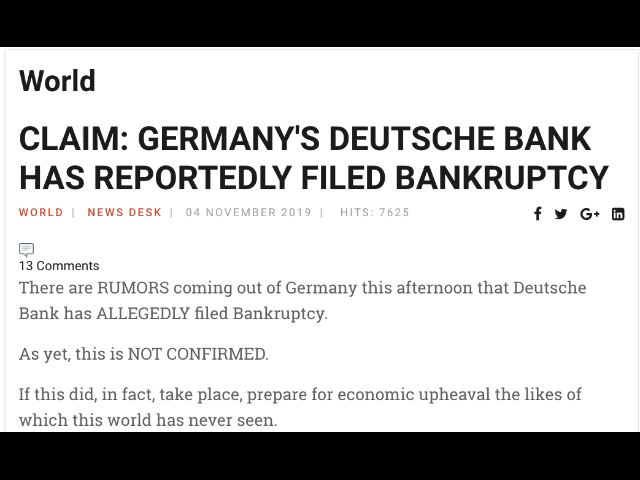 World
CLAIM: GERMANY'S DEUTSCHE BANK
HAS REPORTEDLY FILED BANKRUPTCY
WORLD | NEWS DESK | 04 NOVEMBER 2019 | HITS: 7625
13 Comments
There are RUMORS coming out of Germany this afternoon that Deutsche
Bank has ALLEGEDLY filed Bankruptcy.
As yet, this is NOT CONFIRMED.
If this did, in fact, take place, prepare for economic upheaval the likes of
which this world has never seen.